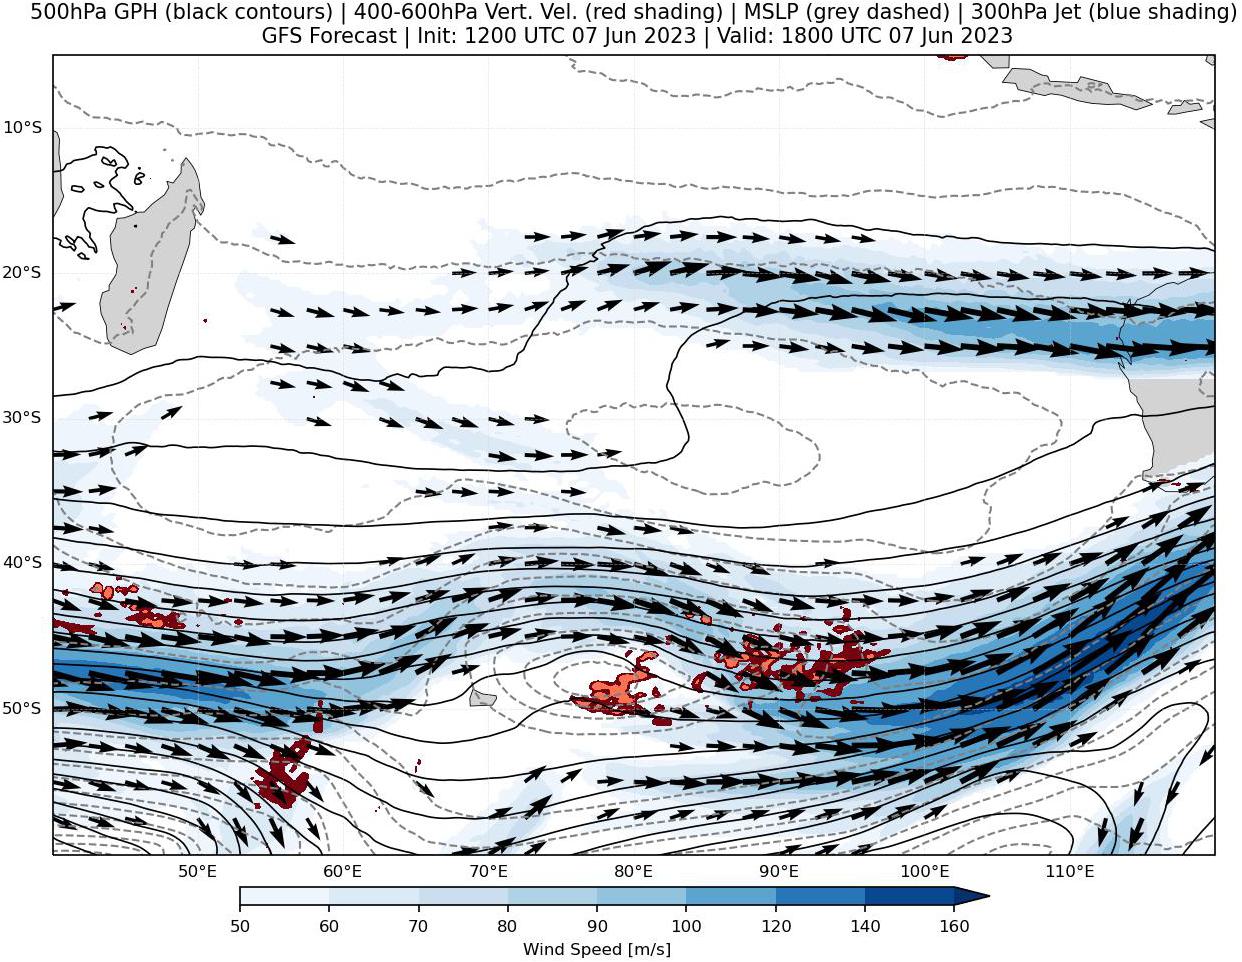 500hPa GPH (black contours) | 400-600hPa Vert. Vel. (red shading) | MSLP (grey dashed) | 300hPa Jet (blue shading)
GFS Forecast | Init: 1200 UTC 07 Jun 2023 | Valid: 1800 UTC 07 Jun 2023
10°S
20°S
30°S
40°S
50°S
50°E 60°E 70°E 80°E 90°E 100°E 110°E
50 60 70 80 90 100 120 140 160
Wind Speed [m/s]